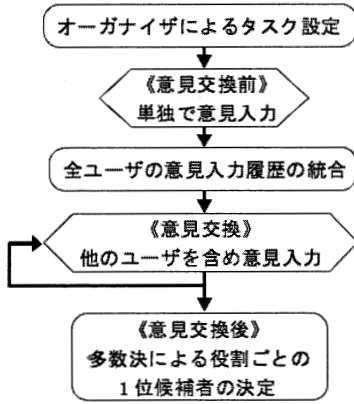 オーガナイザによるタスク設定
《意見交換前》
単独で意見入力
全ユーザの意見入力履歴の統合
《意見交換》
他のユーザを含め意見入力
《意見交換後》
多数決による役割ごとの
1位候補者の決定